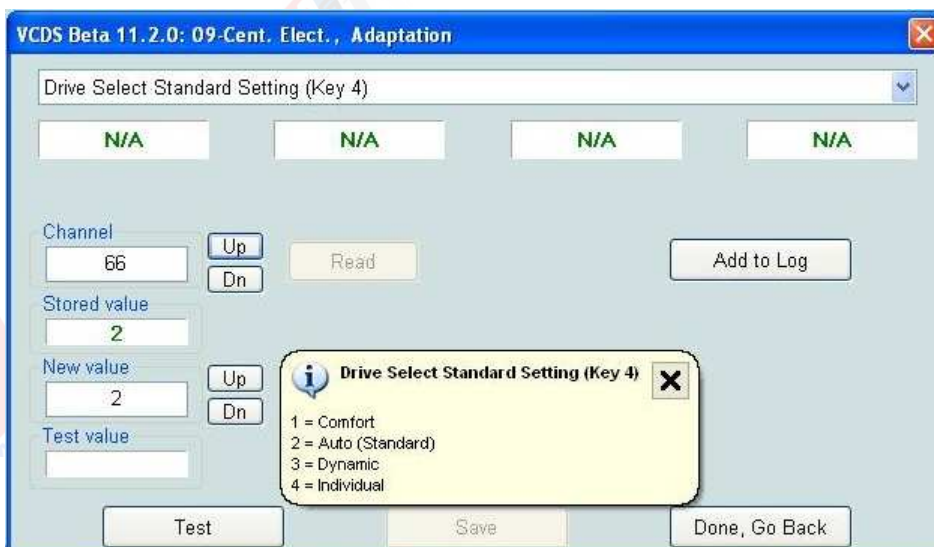 VCDS Beta 11.2.0: 09-Cent. Elect., Adaptation
Drive Select Standard Setting (Key 4)
N/A N/A N/A N/A
Channel
66
Up
Dn
Read
Add to Log
Stored value
2
New value
2
Up
Dn
Test value
Drive Select Standard Setting (Key 4)
1 = Comfort
2 = Auto (Standard)
3 = Dynamic
4 = Individual
Test
Save
Done, Go Back